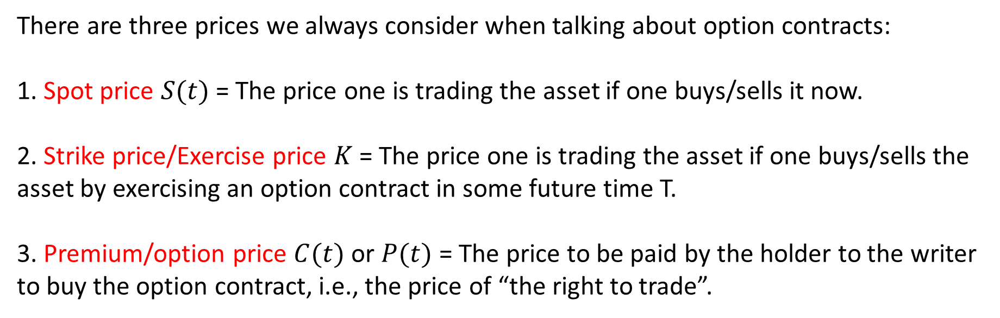 There are three prices we always consider when talking about option contracts:
1. Spot price S(t) = The price one is trading the asset if one buys/sells it now.
2. Strike price/Exercise price K = The price one is trading the asset if one buys/sells the
asset by exercising an option contract in some future time T.
3. Premium/option price C(t) or P(t) = The price to be paid by the holder to the writer
to buy the option contract, i.e., the price of “the right to trade”.